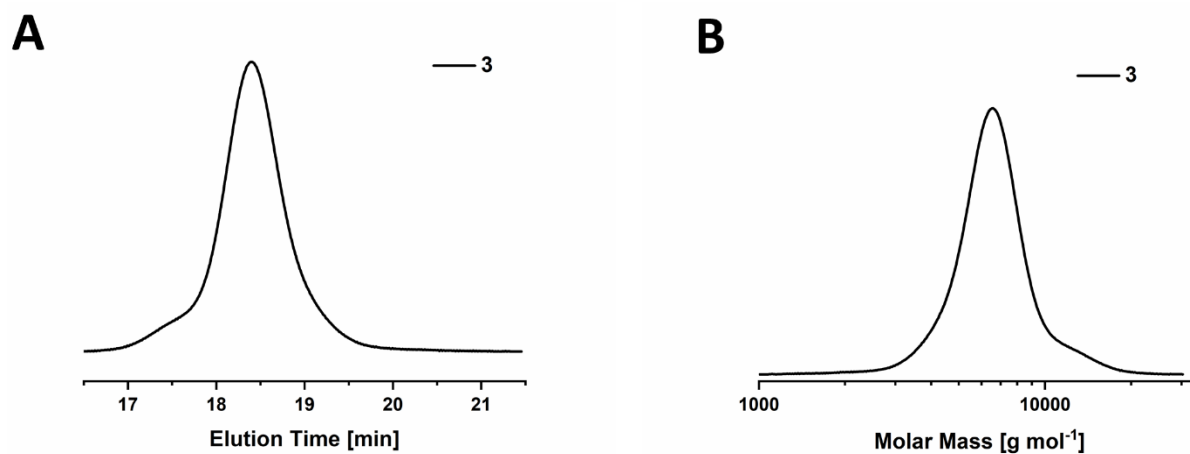 A
3
17 18 19 20 21
Elution Time [min]
B
3
1000 10000
Molar Mass [g mol⁻¹]